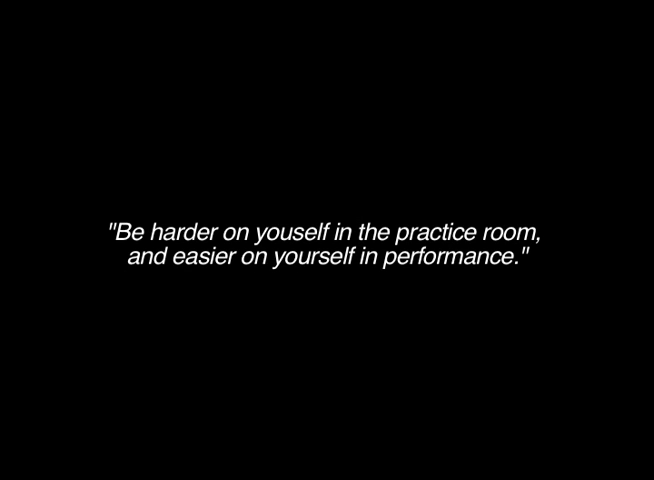 "Be harder on youself in the practice room,
and easier on yourself in performance."